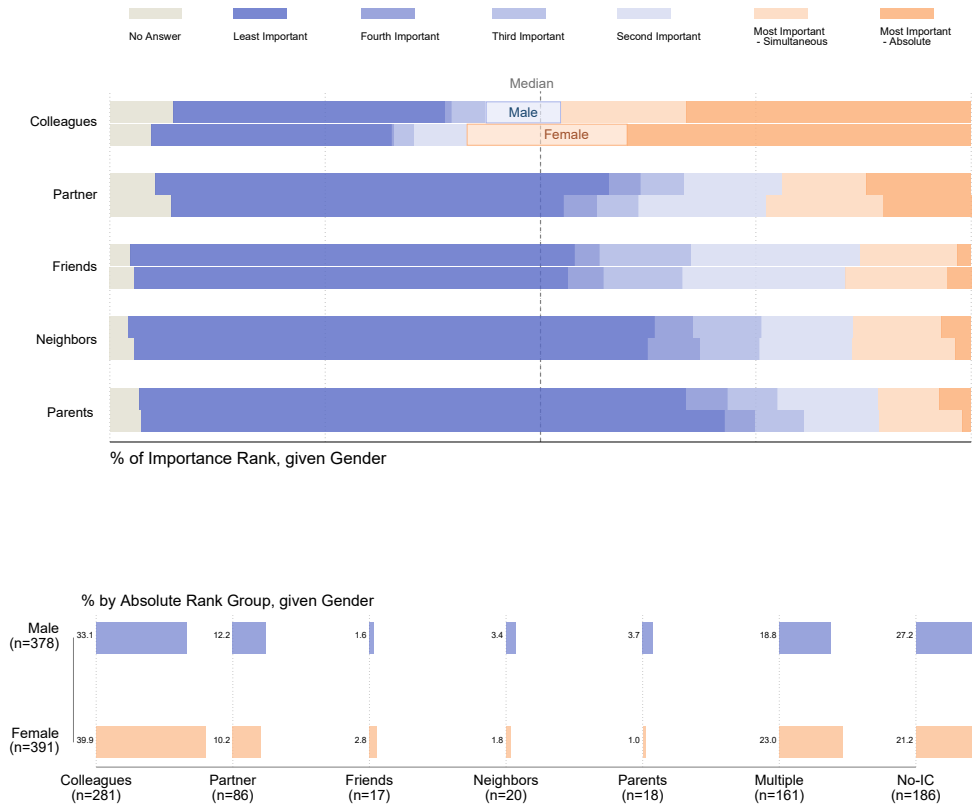 No Answer
Least Important
Fourth Important
Third Important
Second Important
Most Important
- Simultaneous
Most Important
- Absolute
Median
Colleagues
Male
Female
Partner
Friends
Neighbors
Parents
% of Importance Rank, given Gender
% by Absolute Rank Group, given Gender
Male
(n=378)
33.1
12.2
1.6
3.4
3.7
18.8
27.2
Female
(n=391)
39.9
10.2
2.8
1.8
1.0
23.0
21.2
Colleagues
(n=281)
Partner
(n=86)
Friends
(n=17)
Neighbors
(n=20)
Parents
(n=18)
Multiple
(n=161)
No-IC
(n=186)